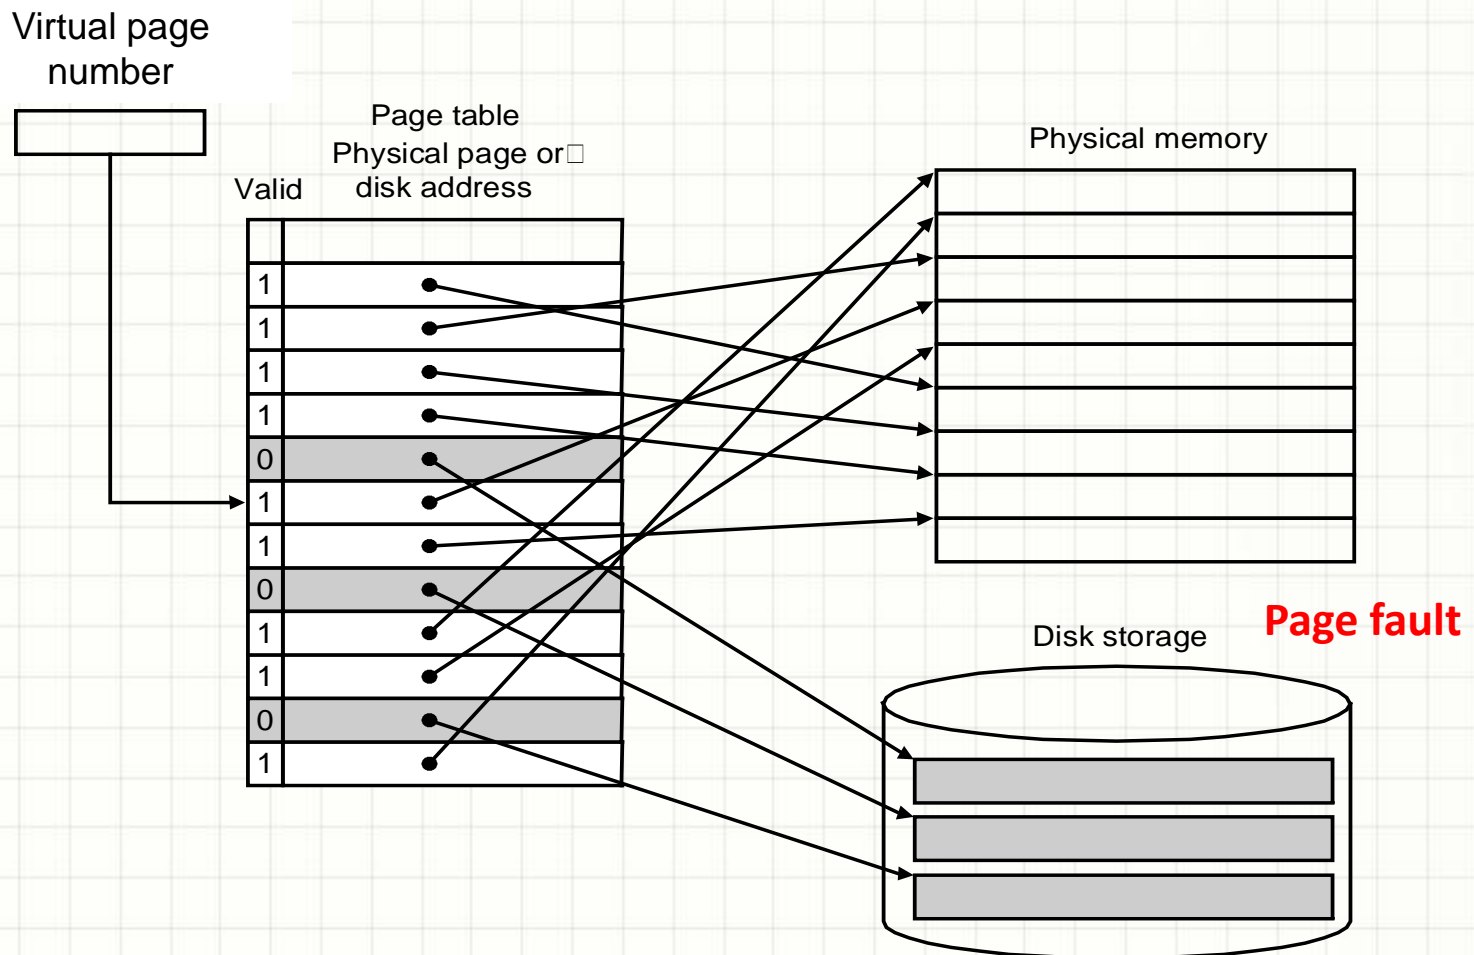 Virtual page
number
Page table
Physical page or□
disk address
Valid
1
1
1
1
0
1
1
0
1
1
0
1
Physical memory
Page fault
Disk storage